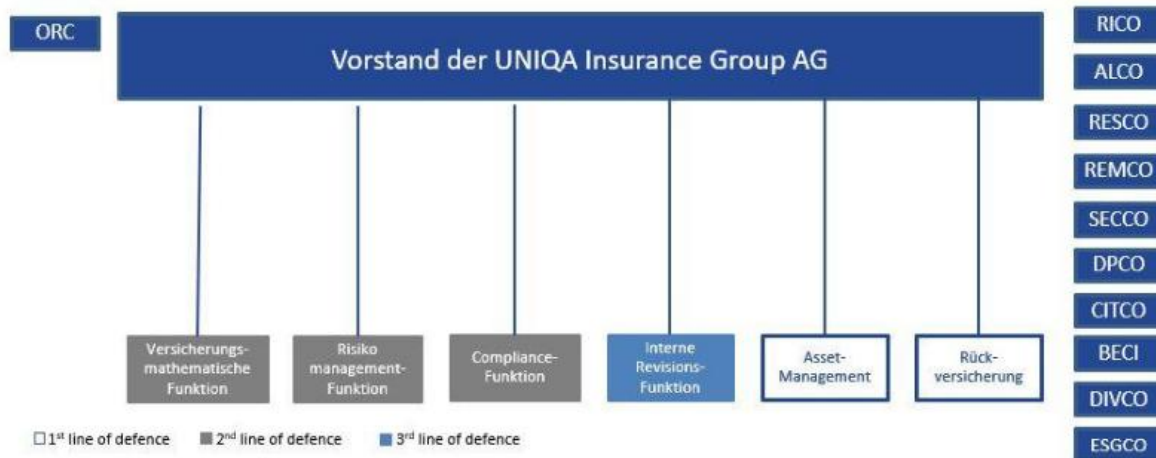 ORC
Vorstand der UNIQA Insurance Group AG
RICO
ALCO
RESCO
REMCO
SECCO
DPCO
CITCO
BECI
DIVCO
ESGCO
Versicherungs-
mathematische
Funktion
Risiko
management-
Funktion
Compliance-
Funktion
Interne
Revisions-
Funktion
Asset-
Management
Rück-
versicherung
1st line of defence
2nd line of defence
3rd line of defence